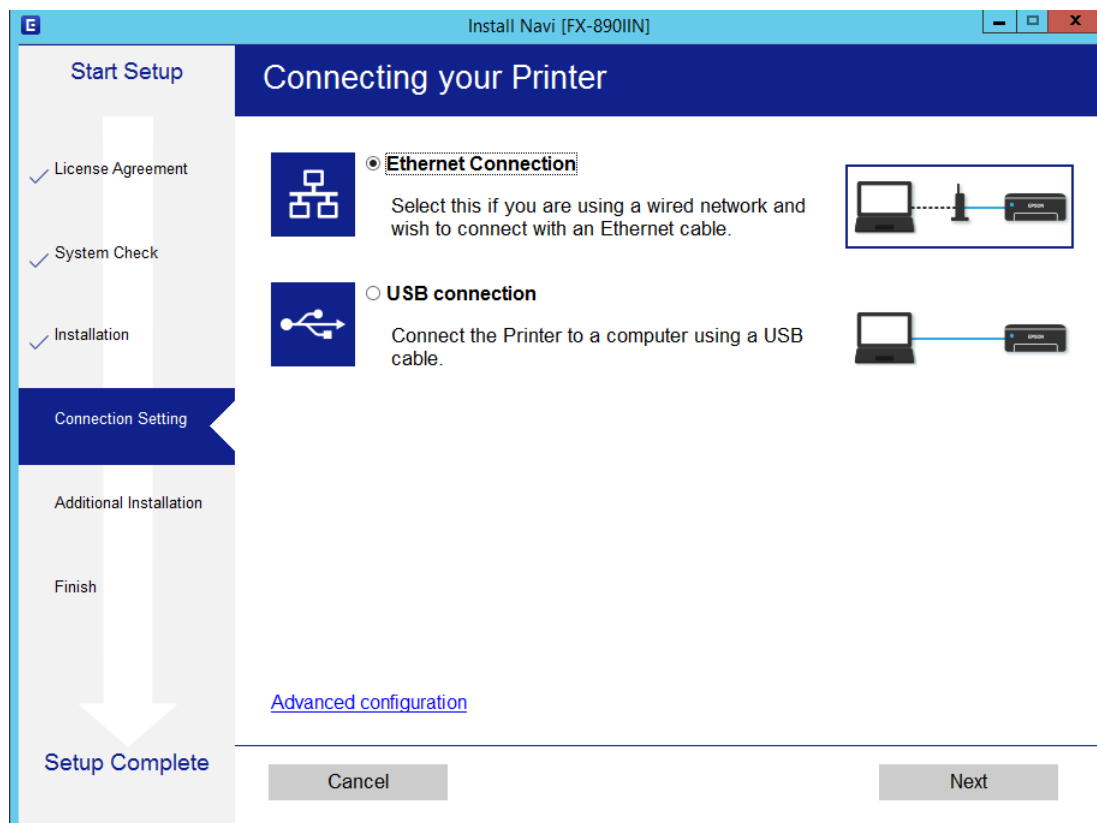 Install Navi [FX-890IIN]
Start Setup
Connecting your Printer
License Agreement
System Check
Installation
Connection Setting
Additional Installation
Finish
Setup Complete
Ethernet Connection
Select this if you are using a wired network and
wish to connect with an Ethernet cable.
EPSON
USB connection
Connect the Printer to a computer using a USB
cable.
EPSON
Advanced configuration
Cancel
Next